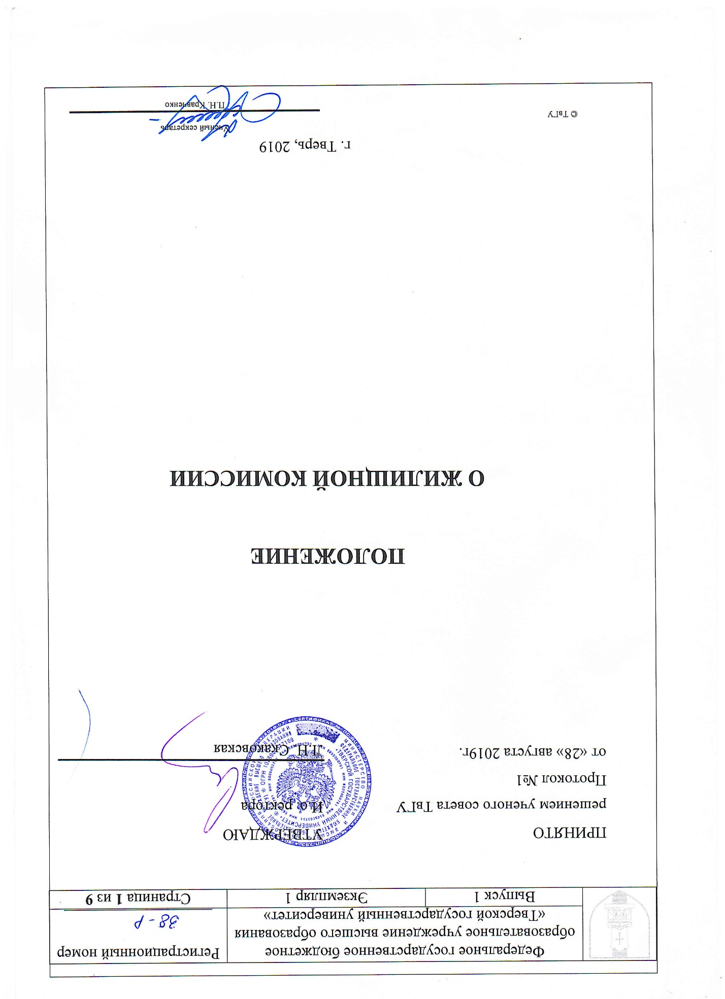 Федеральное государственное бюджетное
образовательное учреждение высшего образования
«Тверской государственный университет»
Регистрационный номер
38 - Р
Выпуск 1
Экземпляр 1
Страница 1 из 9
ПРИНЯТО
решением ученого совета ТвГУ
Протокол №1
от «28» августа 2019г.
УТВЕРЖДАЮ
И.о. ректора
Л.Н. Скаковская
ПОЛОЖЕНИЕ
О ЖИЛИЩНОЙ КОМИССИИ
г. Тверь, 2019
© ТвГУ
Ученый секретарь
П.Н. Кравченко